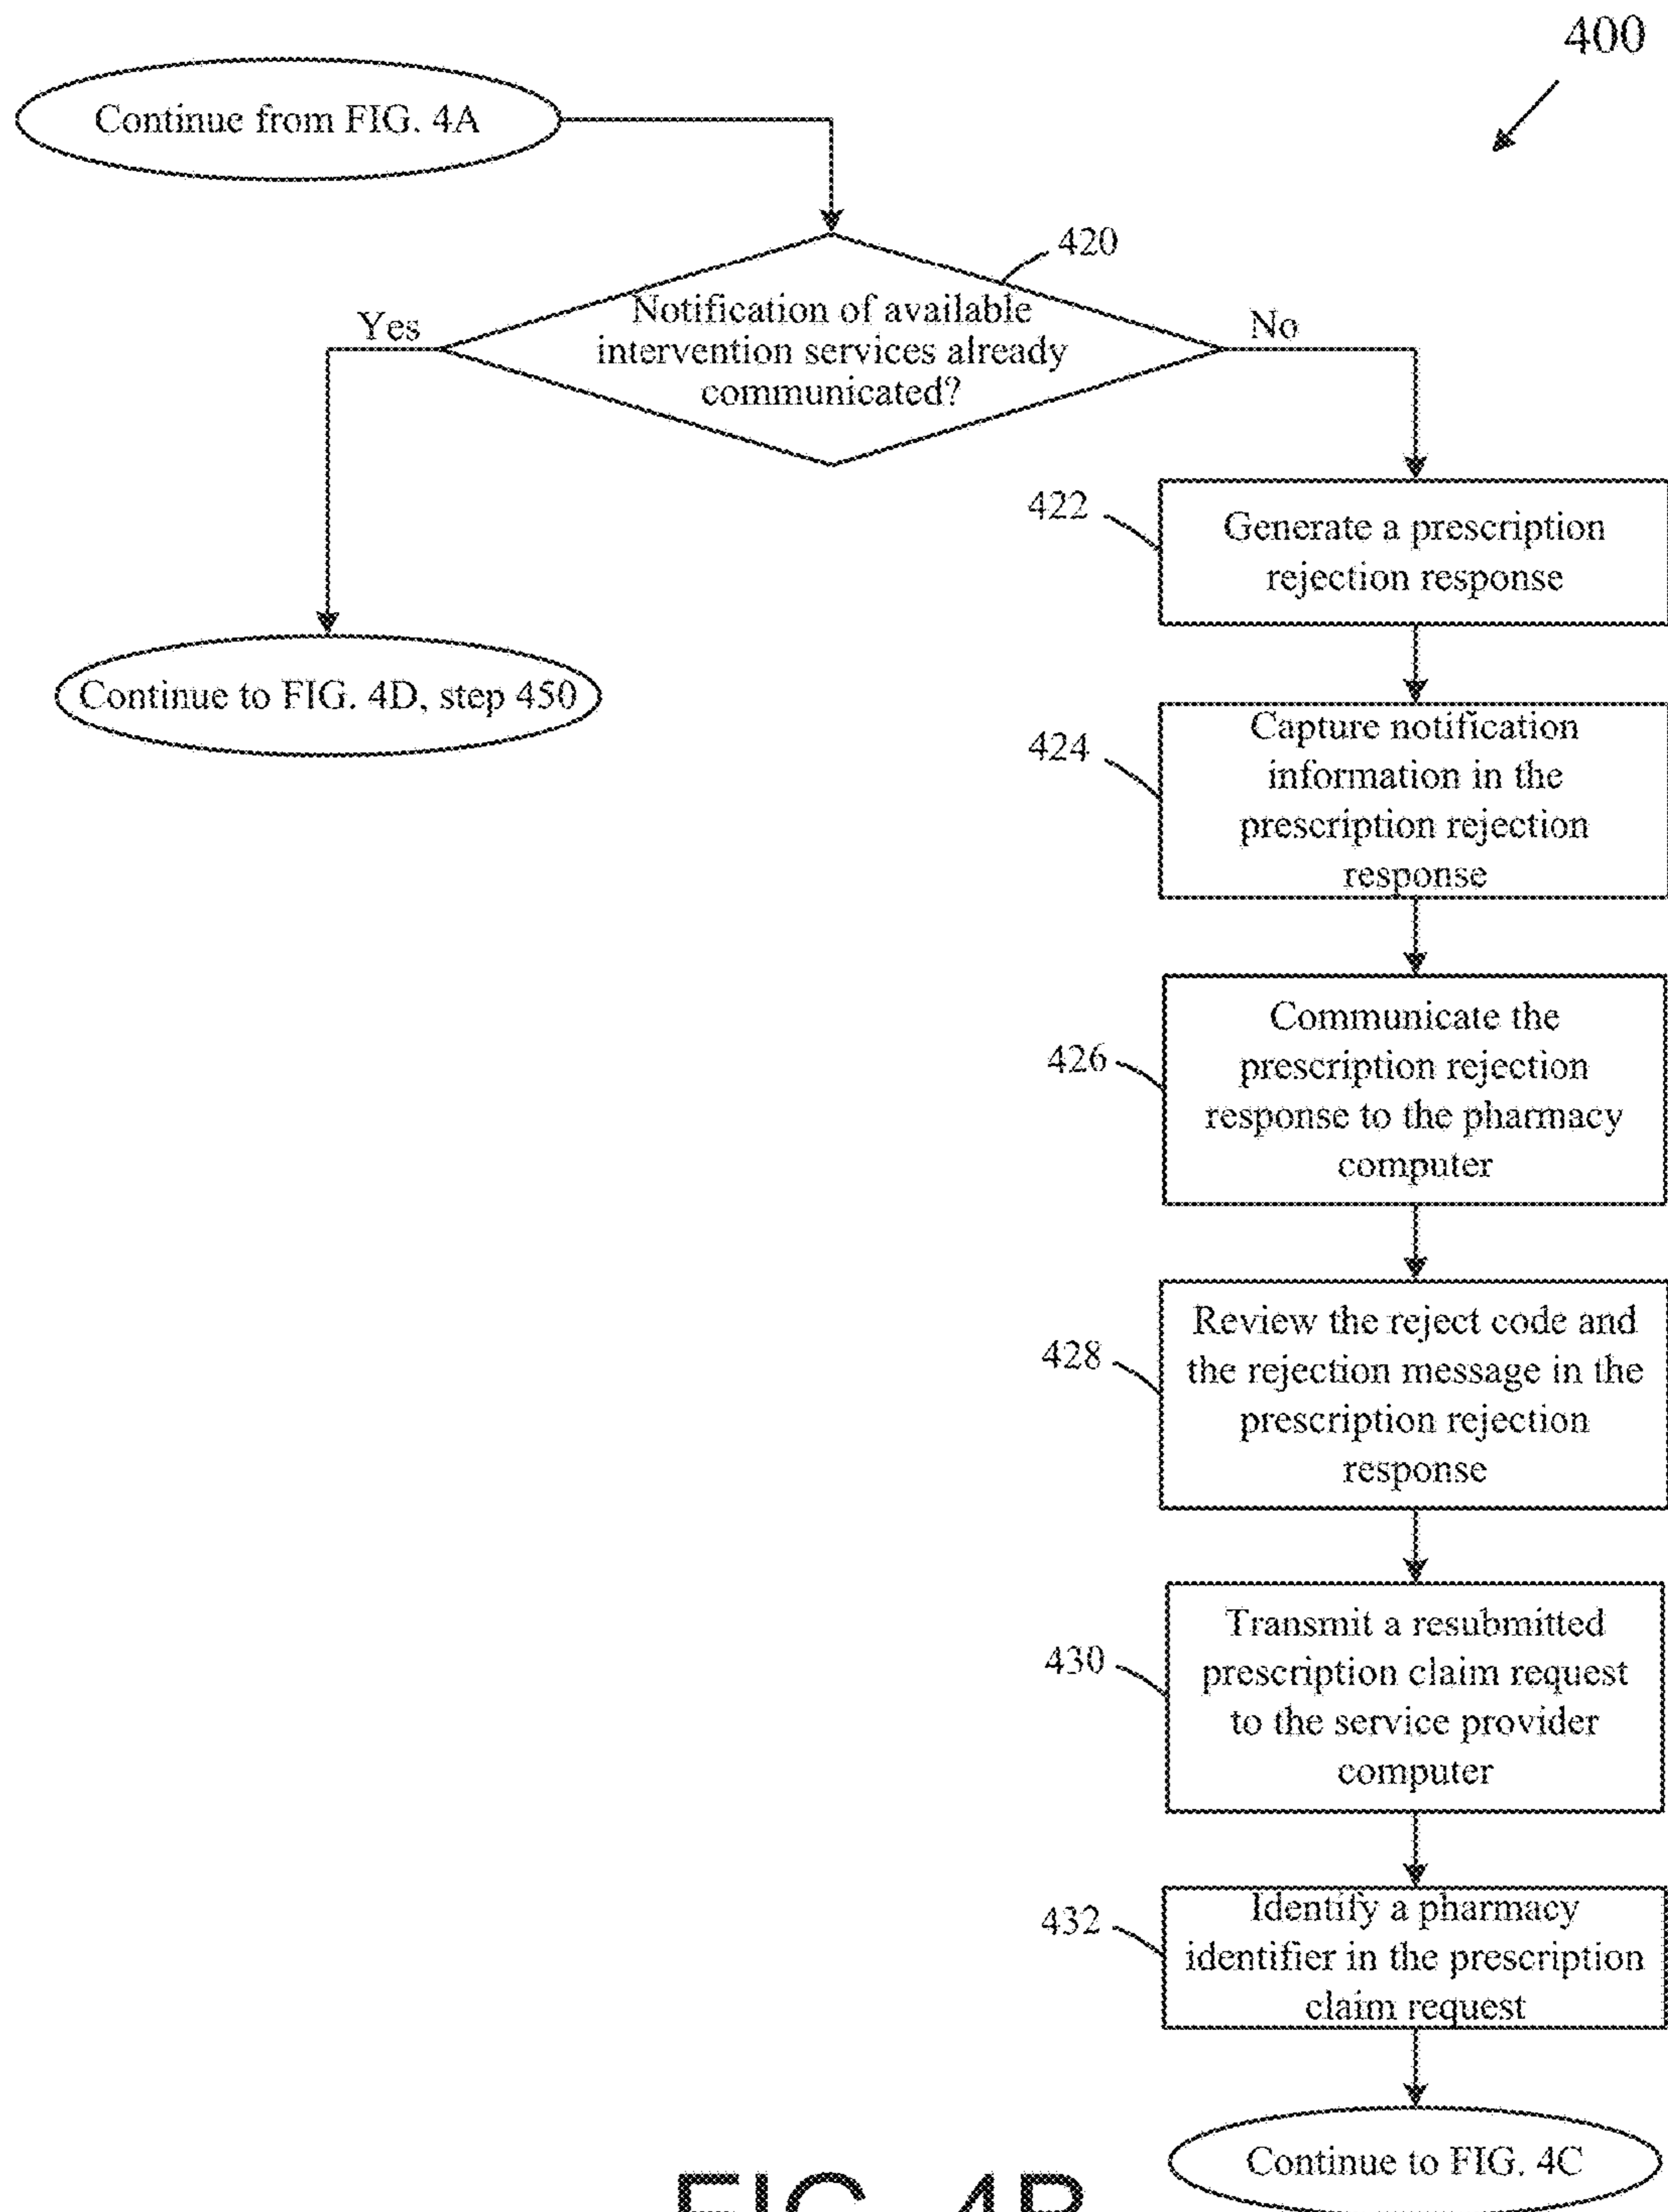 400
Continue from FIG. 4A
420
Yes
Notification of available
intervention services already
communicated?
No
422
Generate a prescription
rejection response
Continue to FIG. 4D, step 450
424
Capture notification
information in the
prescription rejection
response
426
Communicate the
prescription rejection
response to the pharmacy
computer
428
Review the reject code and
the rejection message in the
prescription rejection
response
430
Transmit a resubmitted
prescription claim request
to the service provider
computer
432
Identify a pharmacy
identifier in the prescription
claim request
Continue to FIG. 4C
FIG. 4B